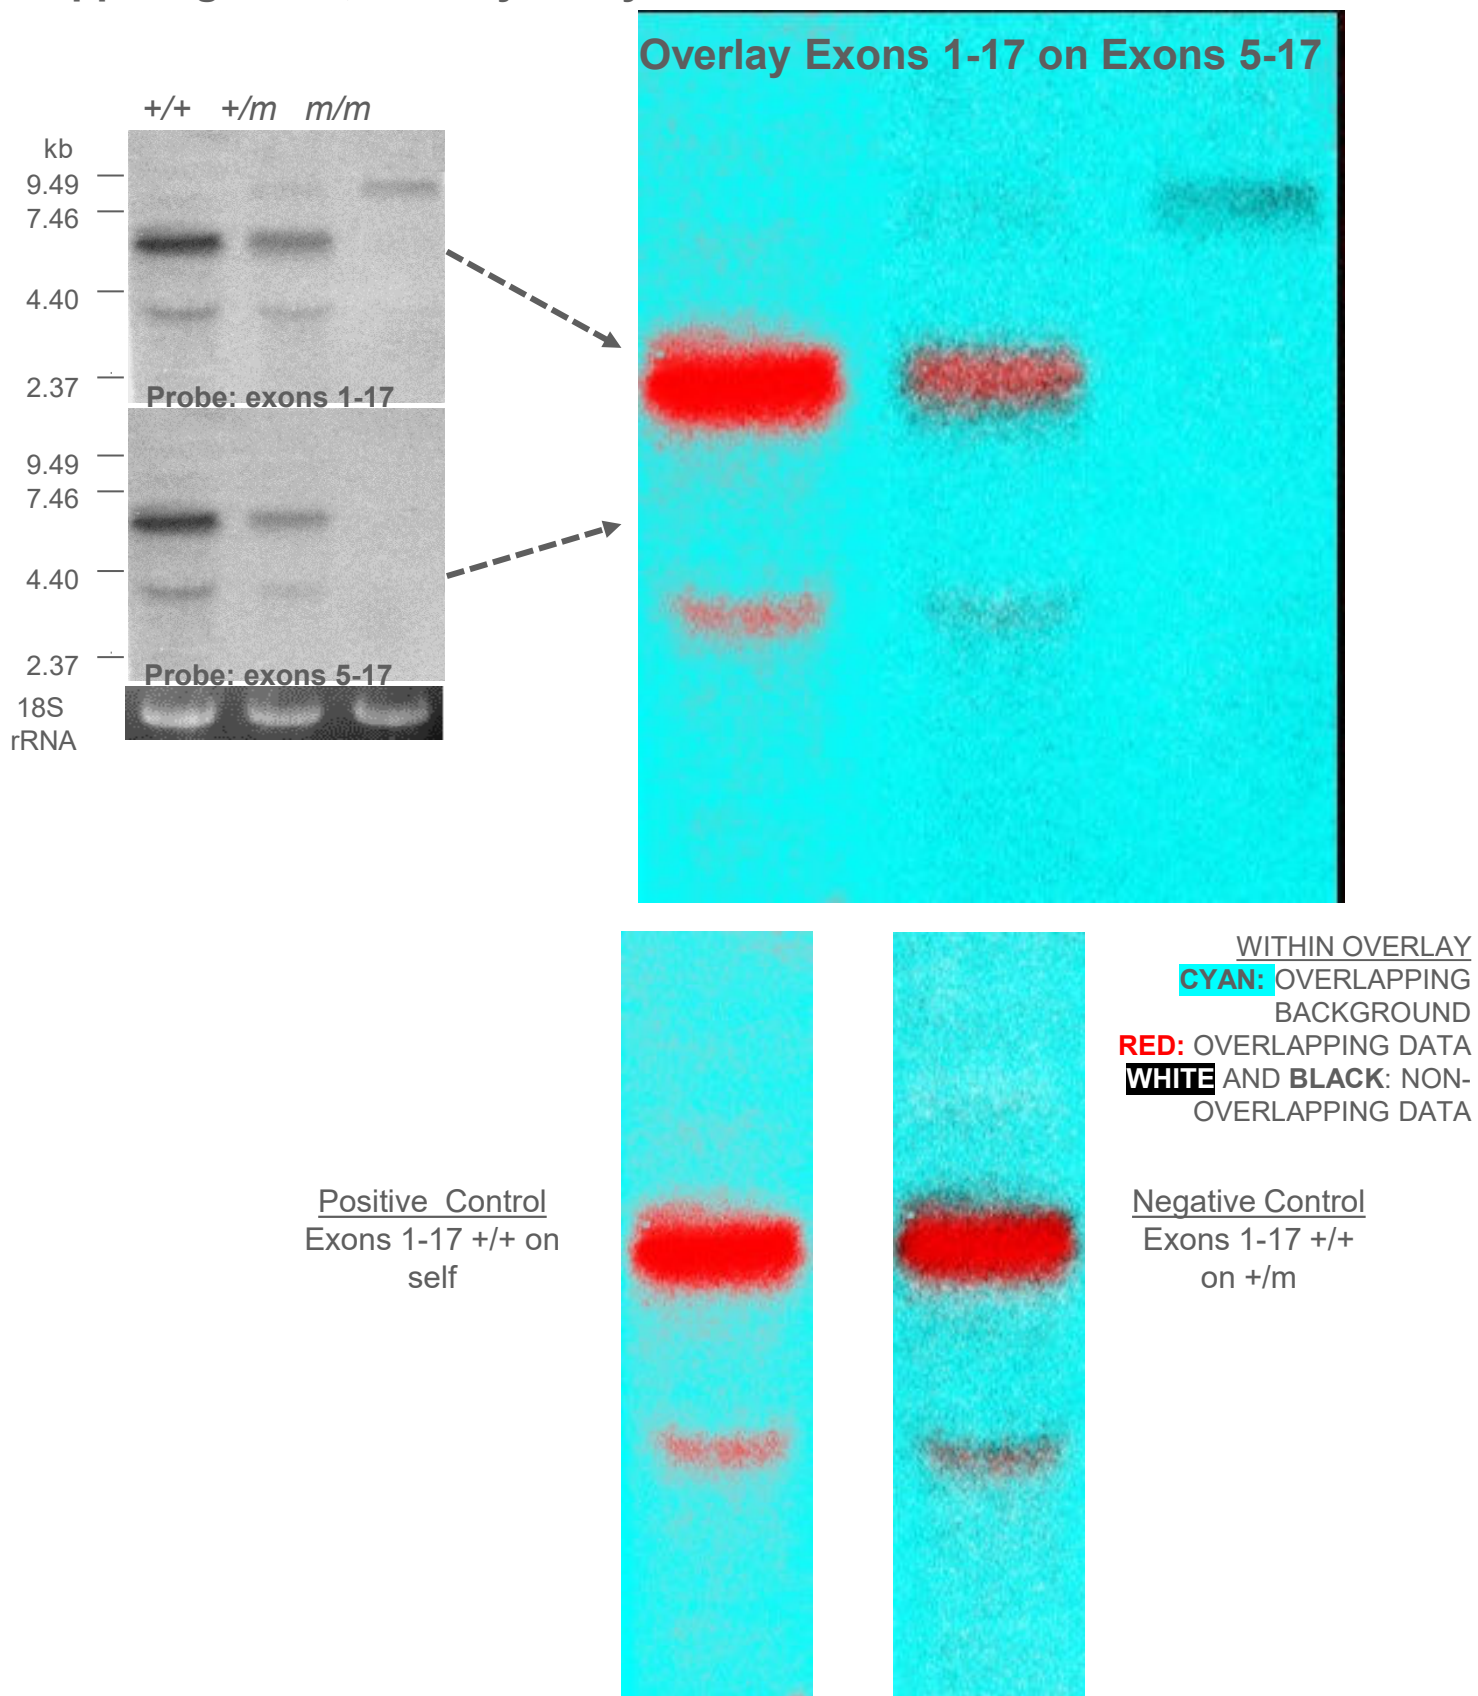 Overlay Exons 1-17 on Exons 5-17
+/+ +/m m/m
kb
9.49
7.46
4.40
2.37
Probe: exons 1-17
9.49
7.46
4.40
2.37
Probe: exons 5-17
18S
rRNA
WITHIN OVERLAY
CYAN: OVERLAPPING
BACKGROUND
RED: OVERLAPPING DATA
WHITE AND BLACK: NON-
OVERLAPPING DATA
Positive Control
Exons 1-17 +/+ on
self
Negative Control
Exons 1-17 +/+
on +/m